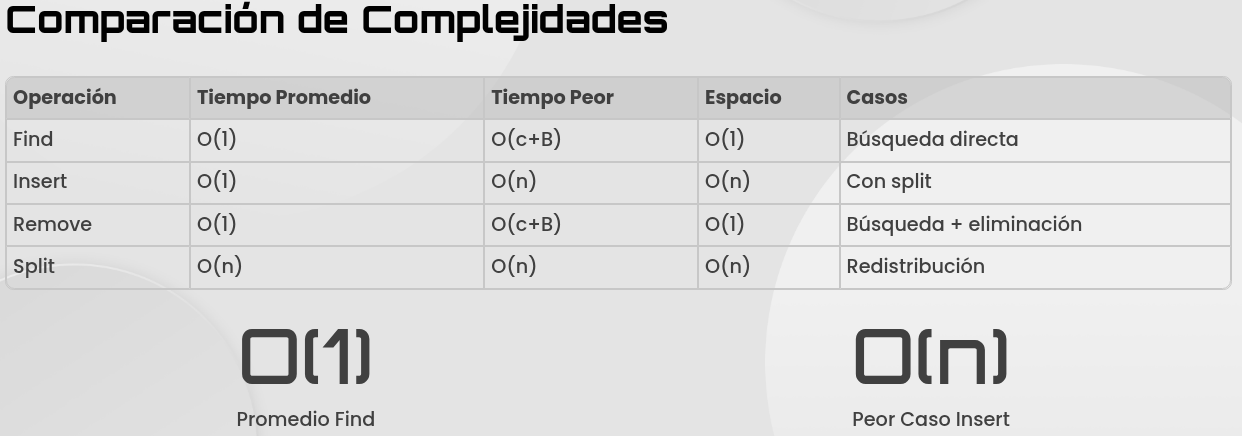 Comparación de Complejidades
Operación Tiempo Promedio Tiempo Peor Espacio Casos
Find O(1) O(c+B) O(1) Búsqueda directa
Insert O(1) O(n) O(n) Con split
Remove O(1) O(c+B) O(1) Búsqueda + eliminación
Split O(n) O(n) O(n) Redistribución
O(1) O(n)
Promedio Find Peor Caso Insert